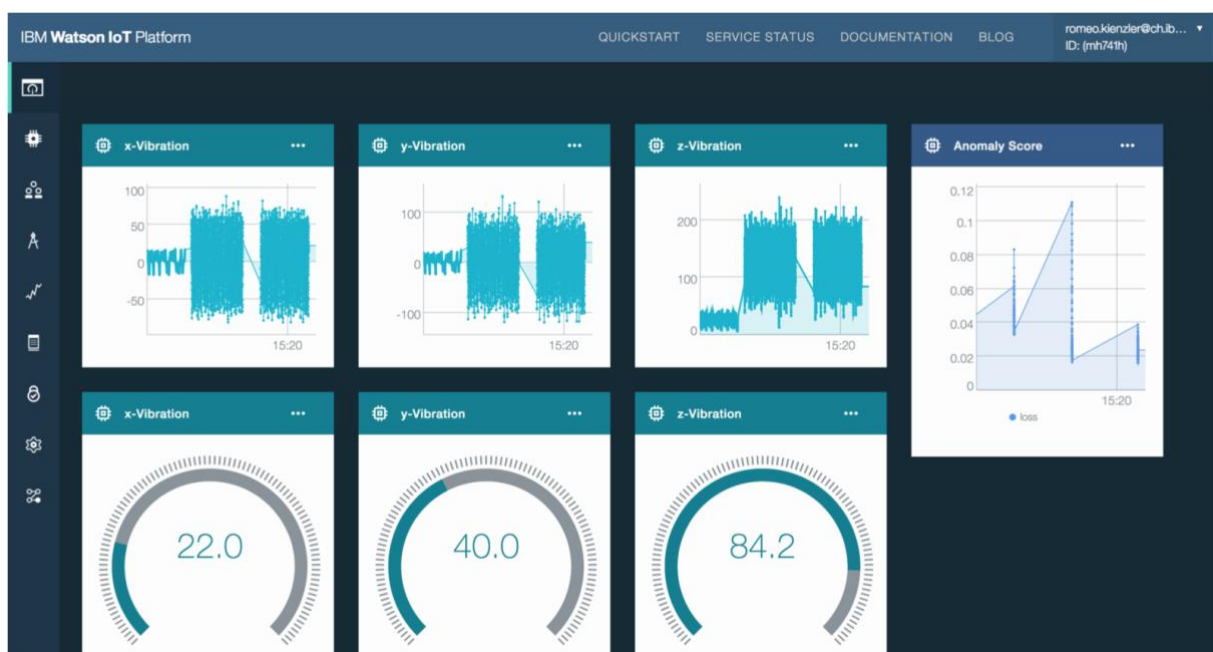 IBM Watson IoT Platform
QUICKSTART SERVICE STATUS DOCUMENTATION BLOG
romeo.kienzler@ch.ib...
ID: (mh741h)
x-Vibration
100
50
0
-50
15:20
y-Vibration
100
0
-100
15:20
z-Vibration
200
100
0
15:20
Anomaly Score
0.12
0.1
0.08
0.06
0.04
0.02
0
15:20
loss
x-Vibration
22.0
y-Vibration
40.0
z-Vibration
84.2